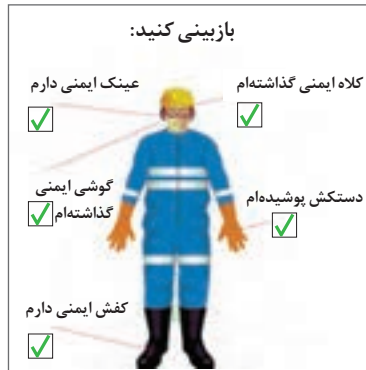 بازبینی کنید:
کلاه ایمنی گذاشته‌ام
عینک ایمنی دارم
دستکش پوشیده‌ام
گوشی ایمنی
گذاشته‌ام
کفش ایمنی دارم